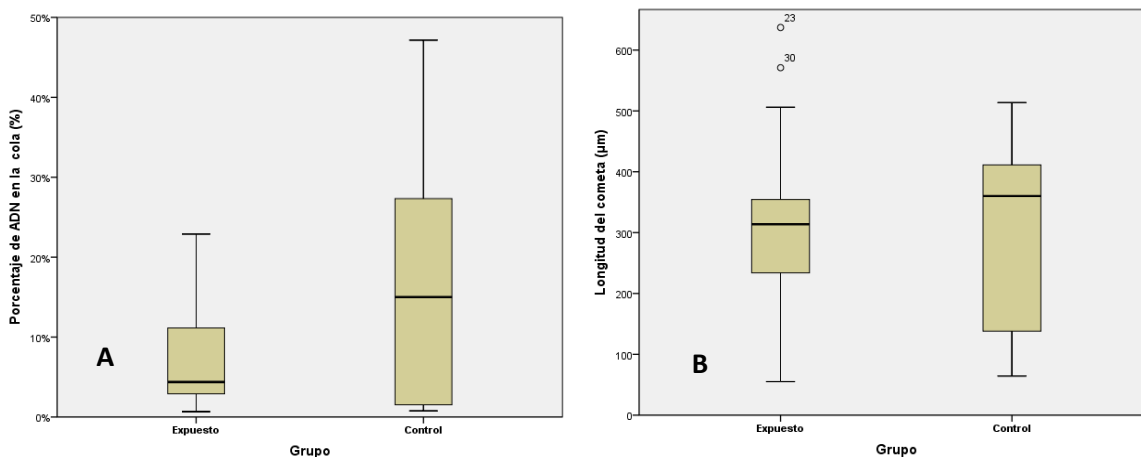 50%
40%
30%
20%
10%
0%
Porcentaje de ADN en la cola (%)
A
Expuesto Control
Grupo
600
500
400
300
200
100
0
Longitud del cometa (µm)
23
30
B
Expuesto Control
Grupo